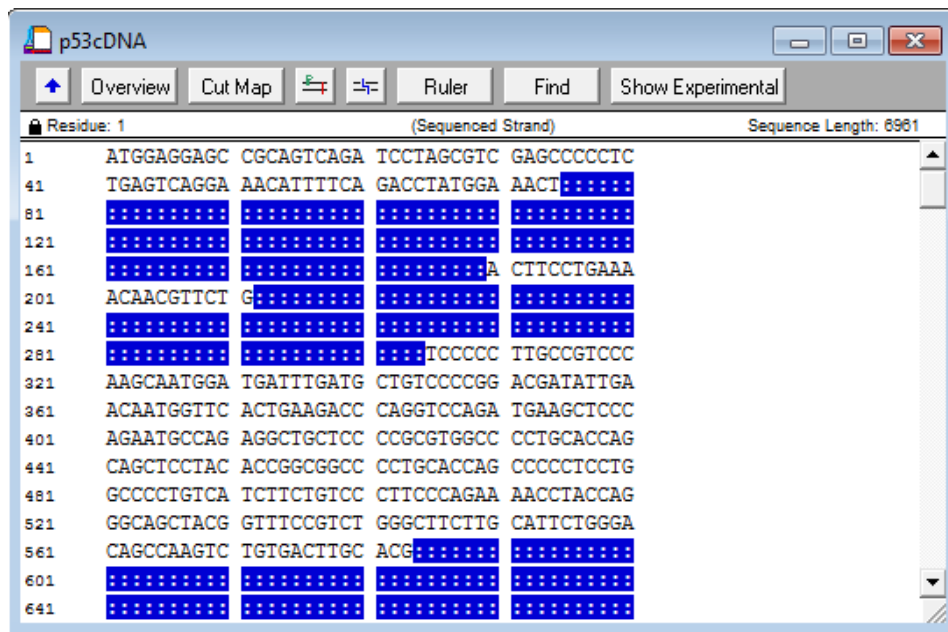 p53cDNA
Overview Cut Map Ruler Find Show Experimental
Residue: 1 (Sequenced Strand) Sequence Length: 6961
1 ATGGAGGAGC CGCAGTCAGA TCCTAGCGTC GAGCCCCCTC
41 TGAGTCAGGA AACATTTTCA GACCTATGGA AACT::::::
81 :::::::::: :::::::::: :::::::::: ::::::::::
121 :::::::::: :::::::::: :::::::::: ::::::::::
161 :::::::::: :::::::::: :::::::::A CTTCCTGAAA
201 ACAACGTTCT G::::::::: :::::::::: ::::::::::
241 :::::::::: :::::::::: :::::::::: ::::::::::
281 :::::::::: :::::::::: ::::TCCCCC TTGCCGTCCC
321 AAGCAATGGA TGATTTGATG CTGTCCCCGG ACGATATTGA
361 ACAATGGTTC ACTGAAGACC CAGGTCCAGA TGAAGCTCCC
401 AGAATGCCAG AGGCTGCTCC CCGCGTGGCC CCTGCACCAG
441 CAGCTCCTAC ACCGGCGGCC CCTGCACCAG CCCCCTCCTG
481 GCCCCTGTCA TCTTCTGTCC CTTCCCAGAA AACCTACCAG
521 GGCAGCTACG GTTTCCGTCT GGGCTTCTTG CATTCTGGGA
561 CAGCCAAGTC TGTGACTTGC ACG::::::: ::::::::::
601 :::::::::: :::::::::: :::::::::: ::::::::::
641 :::::::::: :::::::::: :::::::::: ::::::::::